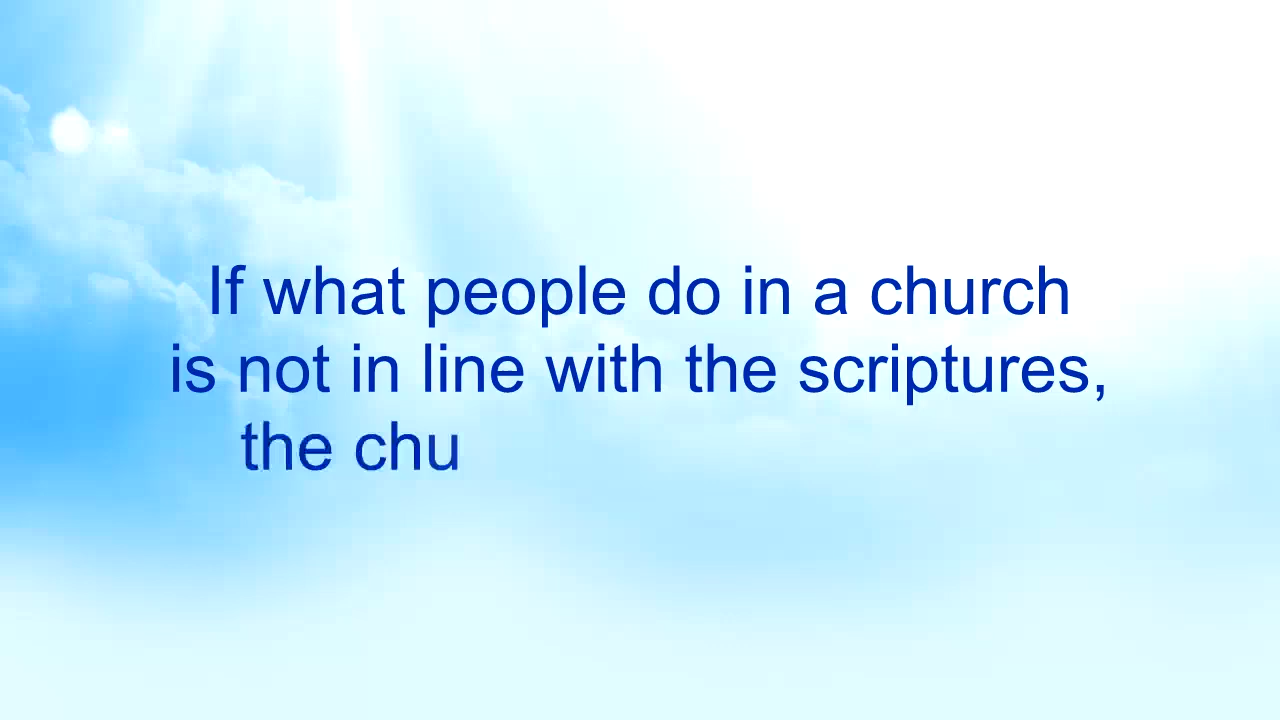 If what people do in a church
is not in line with the scriptures,
the chu